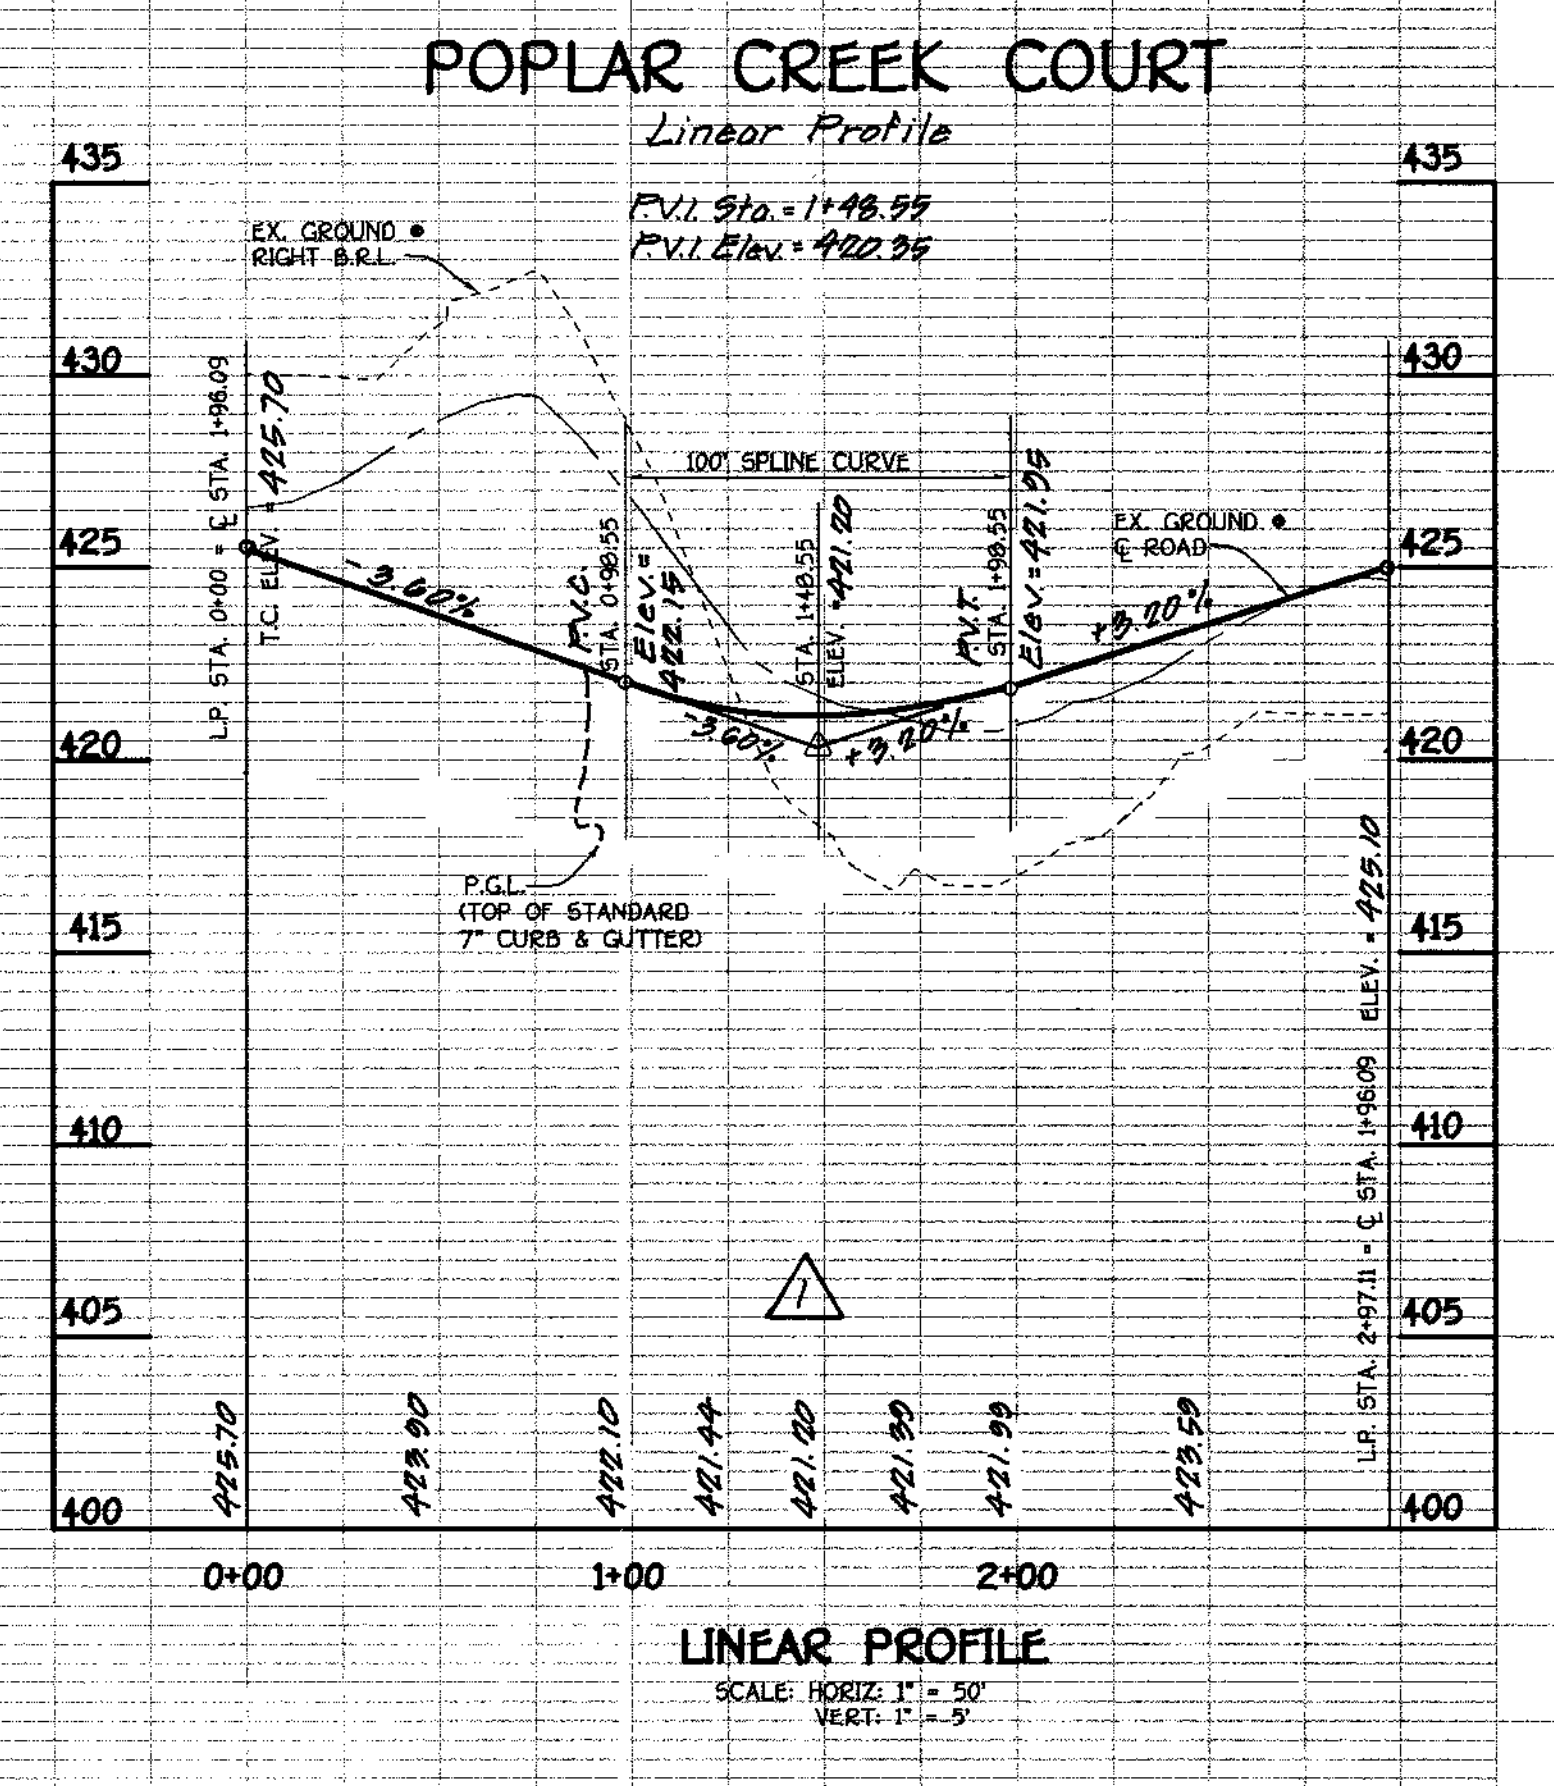 POPLAR CREEK COURT
Linear Profile
P.V.I. Sta. = 1+48.55
P.V.I. Elev. = 420.35
435
435
EX. GROUND •
RIGHT B.R.L.
430
430
L.P. STA. 0+00 = ℄ STA. 1+96.09
T.C. ELEV. = 425.70
100' SPLINE CURVE
425
425
-3.60%
P.V.C.
STA. 0+98.55
Elev. =
422.15
STA. 1+48.55
ELEV. = 421.20
P.V.T.
STA. 1+98.55
Elev. = 421.95
EX. GROUND •
℄ ROAD
+3.20%
-3.60%
+3.20%
420
420
P.G.L.
(TOP OF STANDARD
7" CURB & GUTTER)
415
415
410
410
L.P. STA. 2+97.11 = ℄ STA. 1+96.09 ELEV. = 425.10
1
405
405
425.70
423.90
422.10
421.44
421.20
421.39
421.99
423.59
400
400
0+00
1+00
2+00
LINEAR PROFILE
SCALE: HORIZ: 1" = 50'
VERT: 1" = 5'